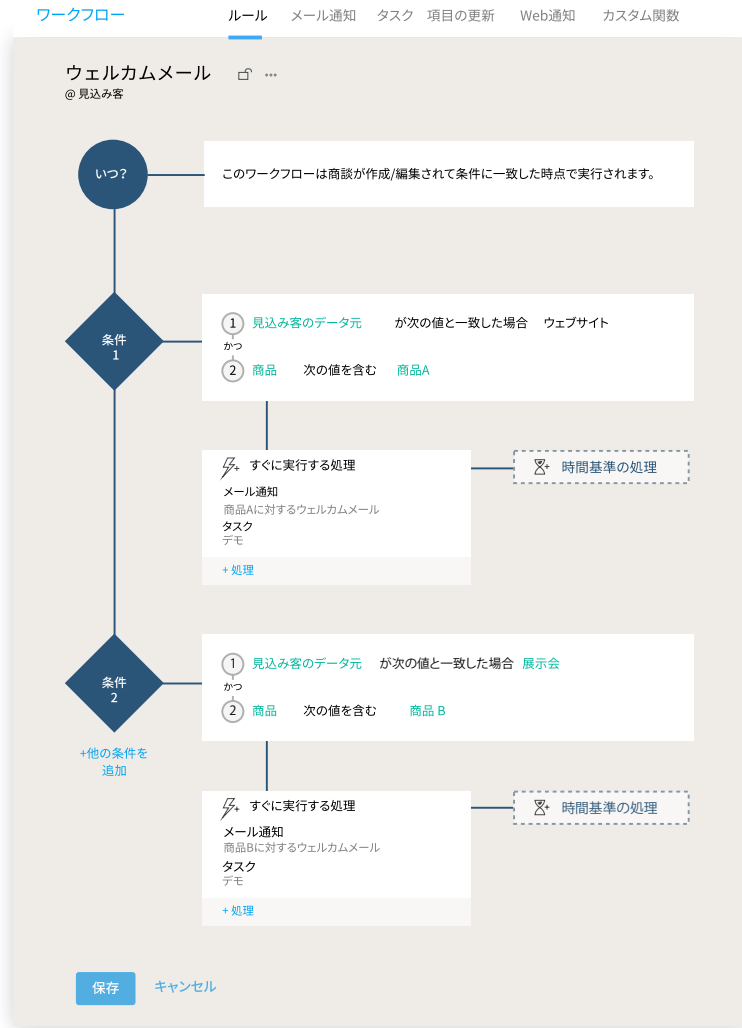 ワークフロー ルール メール通知 タスク 項目の更新 Web通知 カスタム関数
ウェルカムメール
@ 見込み客
いつ? このワークフローは商談が作成/編集されて条件に一致した時点で実行されます。
条件
1
1 見込み客のデータ元 が次の値と一致した場合 ウェブサイト
かつ
2 商品 次の値を含む 商品A
すぐに実行する処理
時間基準の処理
メール通知
商品Aに対するウェルカムメール
タスク
デモ
+ 処理
条件
2
1 見込み客のデータ元 が次の値と一致した場合 展示会
かつ
2 商品 次の値を含む 商品 B
+他の条件を
追加
すぐに実行する処理
時間基準の処理
メール通知
商品Bに対するウェルカムメール
タスク
デモ
+ 処理
保存 キャンセル